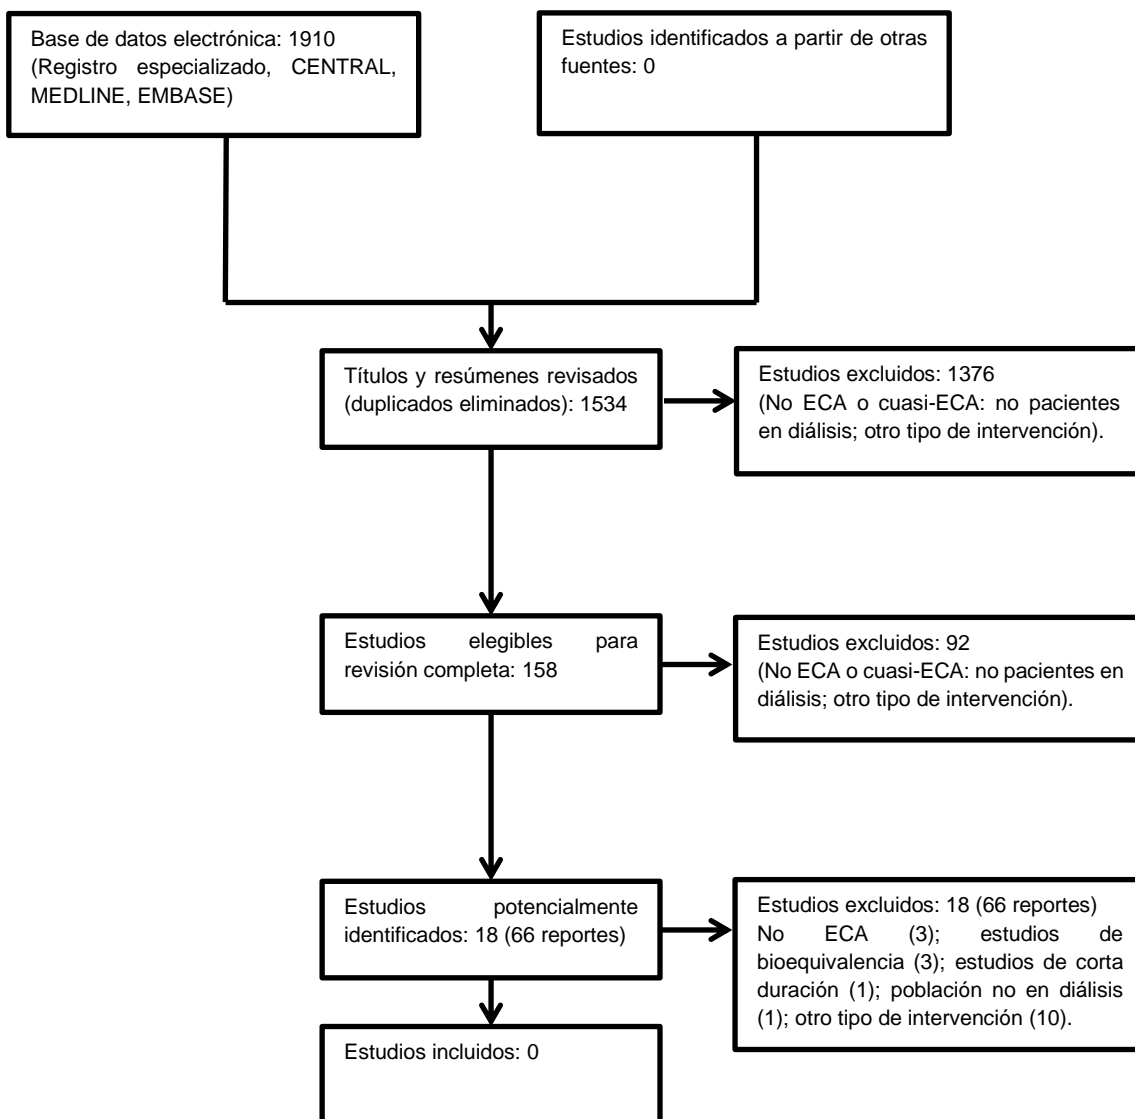 Base de datos electrónica: 1910
(Registro especializado, CENTRAL,
MEDLINE, EMBASE)
Estudios identificados a partir de otras
fuentes: 0
Títulos y resúmenes revisados
(duplicados eliminados): 1534
Estudios excluidos: 1376
(No ECA o cuasi-ECA: no pacientes
en diálisis; otro tipo de intervención).
Estudios elegibles para
revisión completa: 158
Estudios excluidos: 92
(No ECA o cuasi-ECA: no pacientes en
diálisis; otro tipo de intervención).
Estudios potencialmente
identificados: 18 (66 reportes)
Estudios excluidos: 18 (66 reportes)
No ECA (3); estudios de
bioequivalencia (3); estudios de corta
duración (1); población no en diálisis
(1); otro tipo de intervención (10).
Estudios incluidos: 0